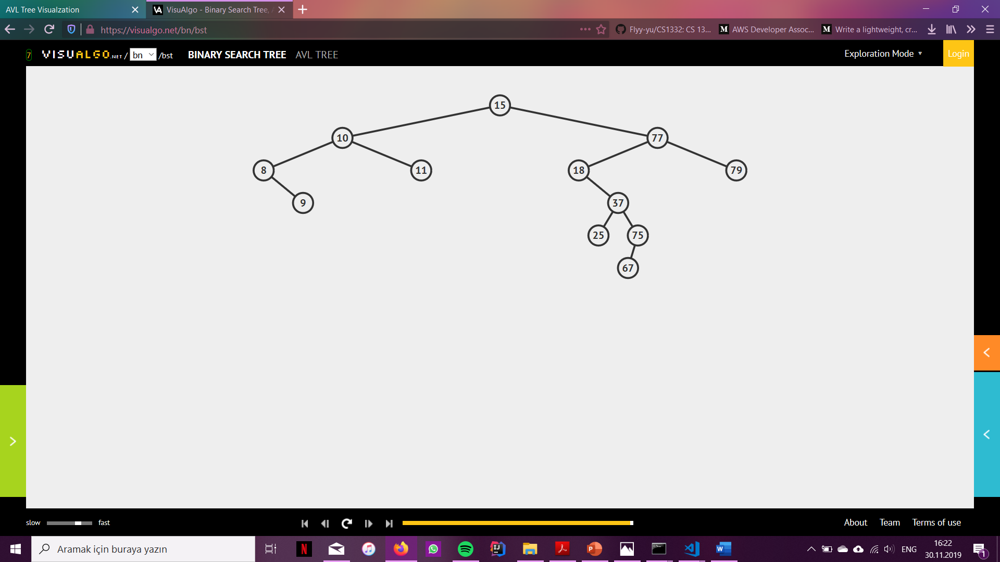 AVL Tree Visualzation
VisuAlgo - Binary Search Tree,
https://visualgo.net/bn/bst
Flyy-yu/CS1332: CS 13...
AWS Developer Assoc...
Write a lightweight, cr...
7 VISUALGO.NET / bn /bst BINARY SEARCH TREE AVL TREE Exploration Mode Login
15
10 77
8 11 18 79
9 37
25 75
67
slow fast About Team Terms of use
Aramak için buraya yazın
ENG
16:22
30.11.2019
1